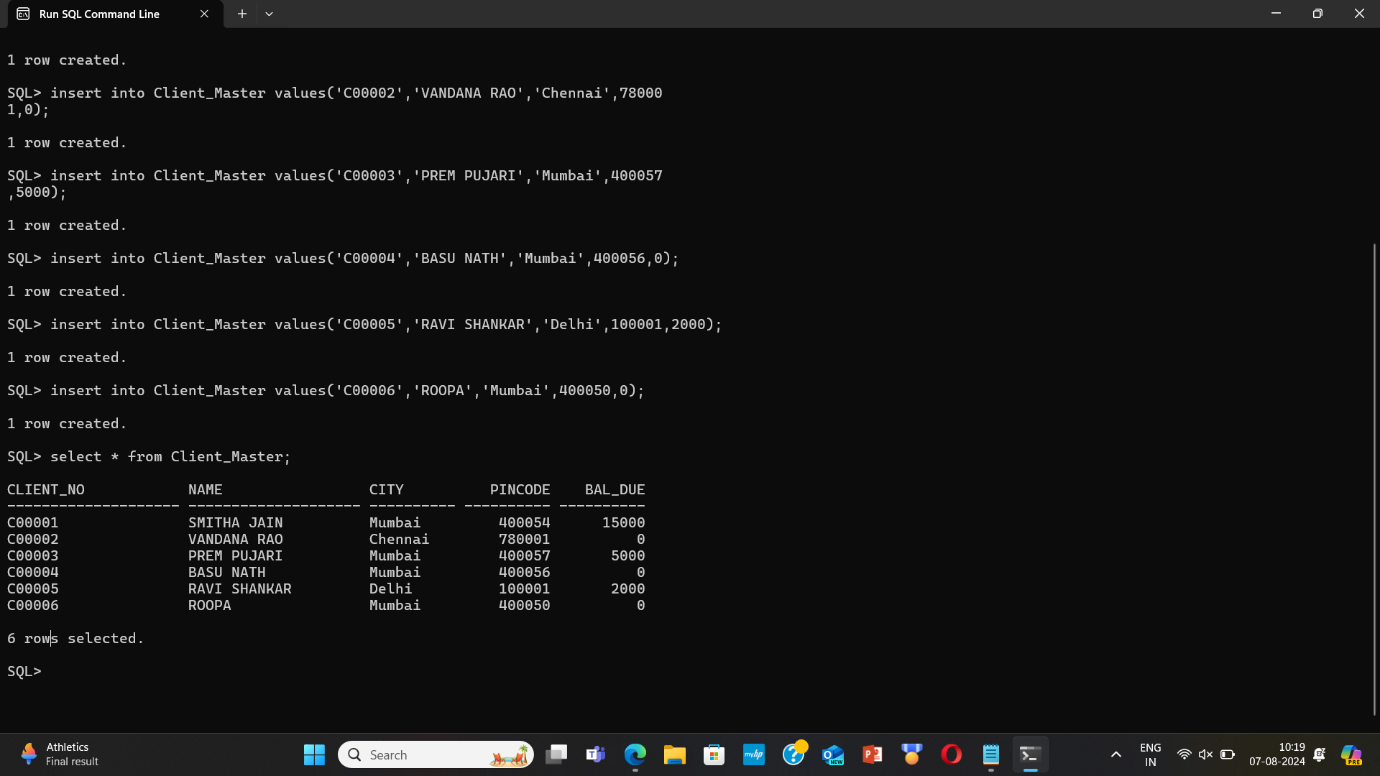 Run SQL Command Line
1 row created.
SQL> insert into Client_Master values('C00002','VANDANA RAO','Chennai',78000
1,0);
1 row created.
SQL> insert into Client_Master values('C00003','PREM PUJARI','Mumbai',400057
,5000);
1 row created.
SQL> insert into Client_Master values('C00004','BASU NATH','Mumbai',400056,0);
1 row created.
SQL> insert into Client_Master values('C00005','RAVI SHANKAR','Delhi',100001,2000);
1 row created.
SQL> insert into Client_Master values('C00006','ROOPA','Mumbai',400050,0);
1 row created.
SQL> select * from Client_Master;
CLIENT_NO NAME CITY PINCODE BAL_DUE
-------------------- -------------------- ---------- ---------- ----------
C00001 SMITHA JAIN Mumbai 400054 15000
C00002 VANDANA RAO Chennai 780001 0
C00003 PREM PUJARI Mumbai 400057 5000
C00004 BASU NATH Mumbai 400056 0
C00005 RAVI SHANKAR Delhi 100001 2000
C00006 ROOPA Mumbai 400050 0
6 rows selected.
SQL>
Athletics
Final result
Search
myhp
NEW
ENG
IN
10:19
07-08-2024
PRE